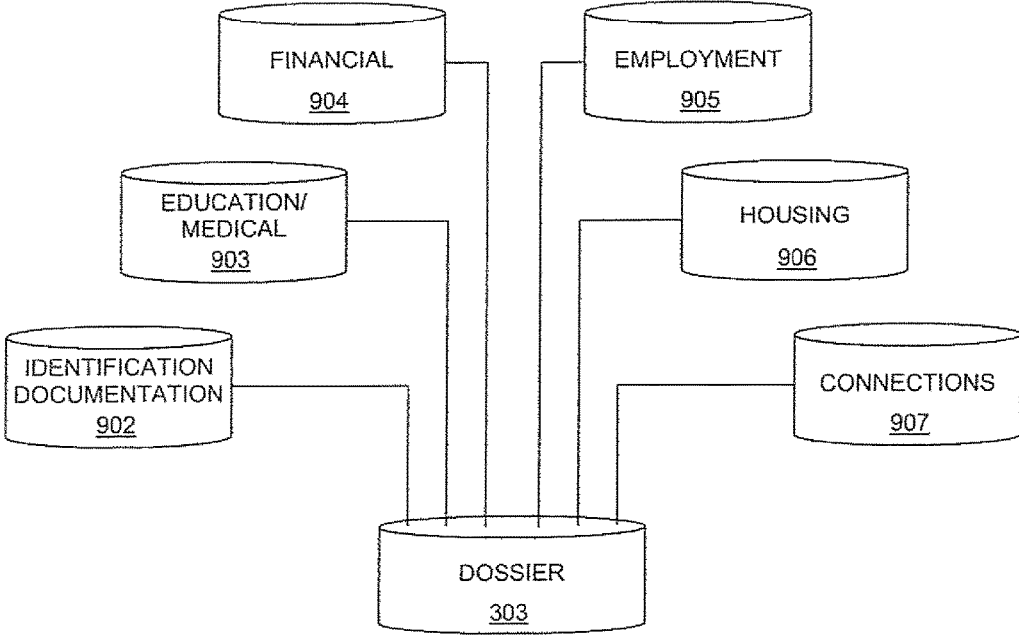 FINANCIAL
904
EMPLOYMENT
905
EDUCATION/
MEDICAL
903
HOUSING
906
IDENTIFICATION
DOCUMENTATION
902
CONNECTIONS
907
DOSSIER
303